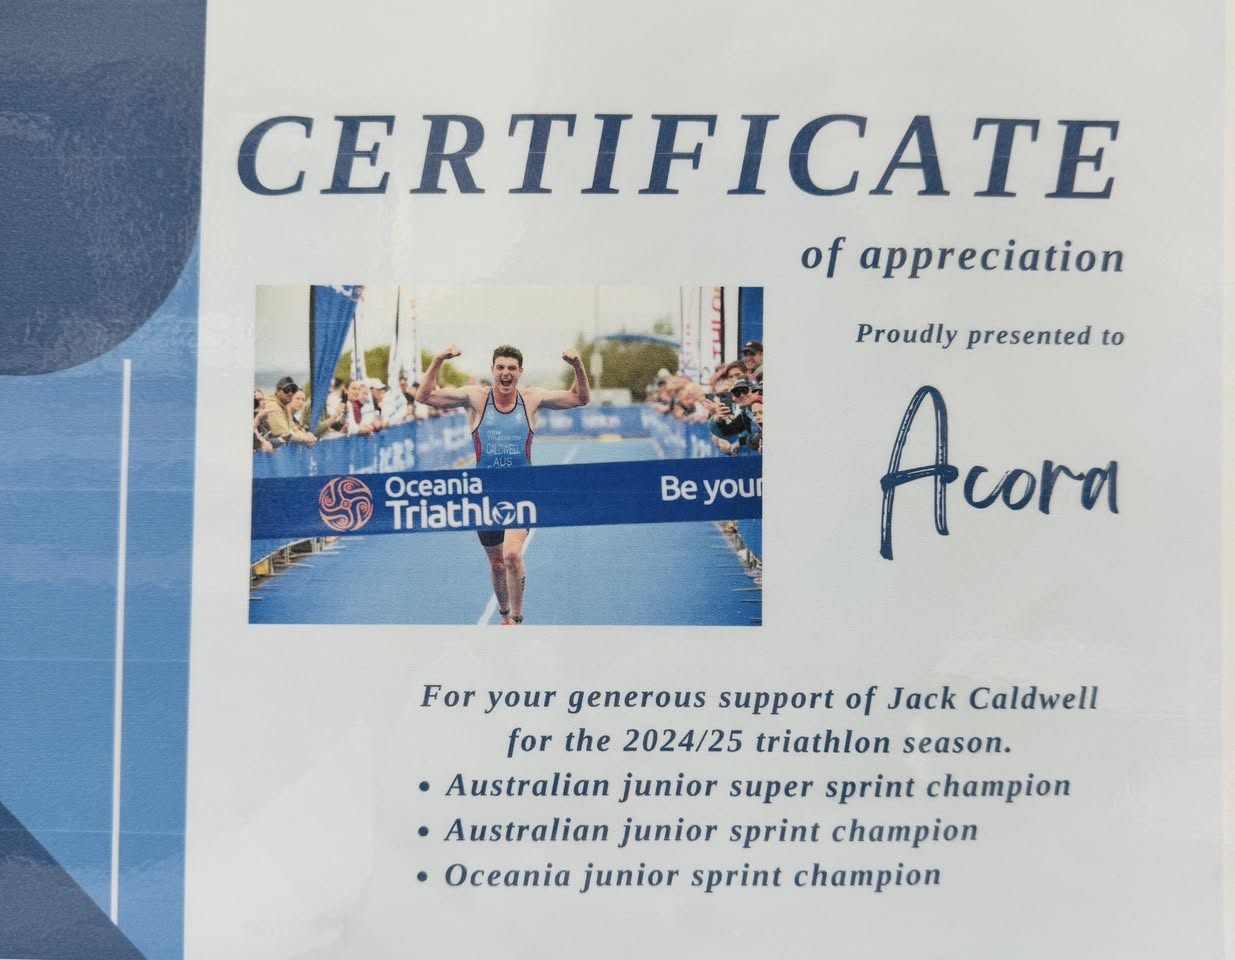 CERTIFICATE
of appreciation
Proudly presented to
Acora
CALDWELL
AUS
Oceania
Triathlon
Be your
For your generous support of Jack Caldwell
for the 2024/25 triathlon season.
• Australian junior super sprint champion
• Australian junior sprint champion
• Oceania junior sprint champion